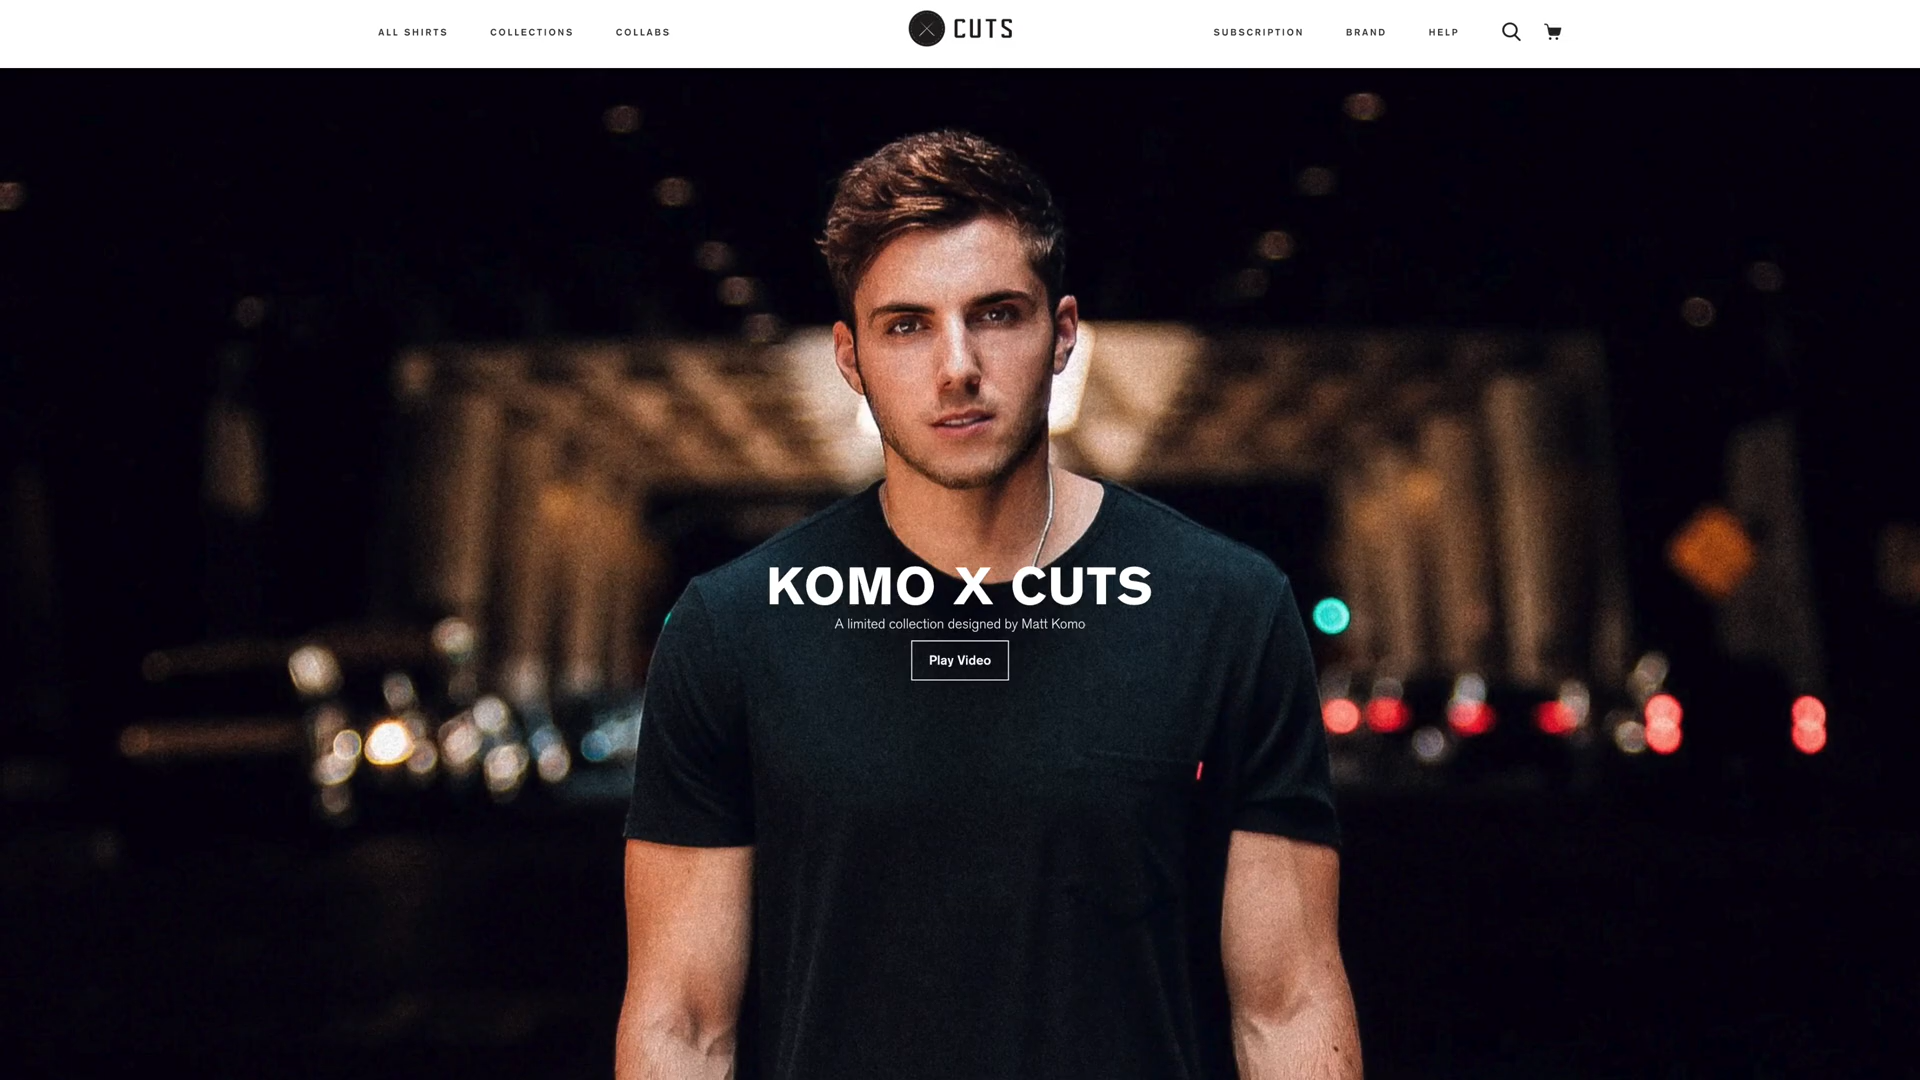 ALL SHIRTS
COLLECTIONS
COLLABS
CUTS
SUBSCRIPTION
BRAND
HELP
KOMO X CUTS
A limited collection designed by Matt Komo
Play Video